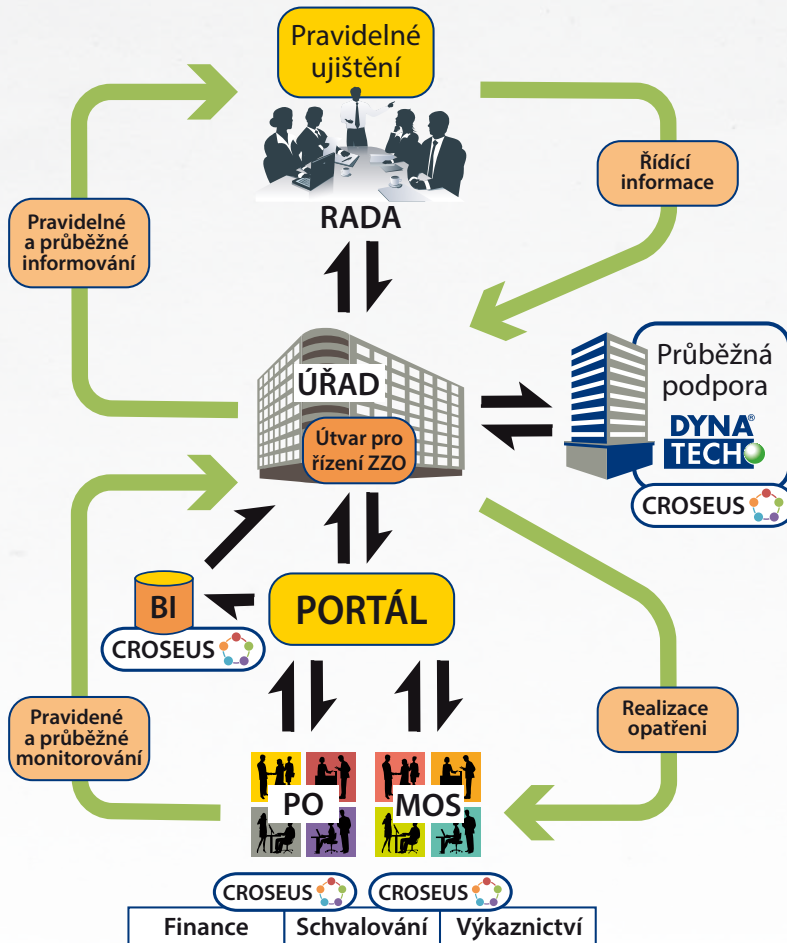 Pravidelné
ujištění
RADA
Řídící
informace
Pravidelné
a průběžné
informování
ÚŘAD
Útvar pro
řízení ZZO
Průběžná
podpora
DYNA®
TECH
CROSEUS
BI
CROSEUS
PORTÁL
Pravidené
a průběžné
monitorování
Realizace
opatřeni
PO
MOS
CROSEUS
CROSEUS
Finance
Schvalování
Výkaznictví